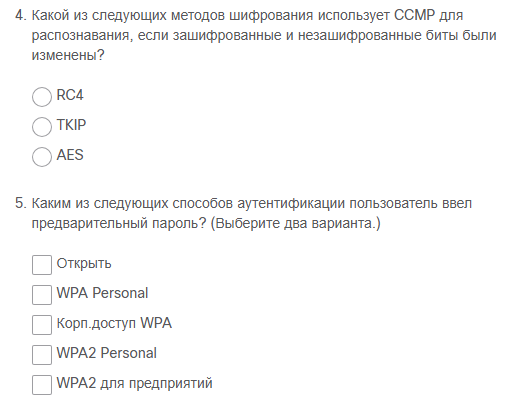 4. Какой из следующих методов шифрования использует CCMP для
распознавания, если зашифрованные и незашифрованные биты были
изменены?
RC4
TKIP
AES
5. Каким из следующих способов аутентификации пользователь ввел
предварительный пароль? (Выберите два варианта.)
Открыть
WPA Personal
Корп.доступ WPA
WPA2 Personal
WPA2 для предприятий